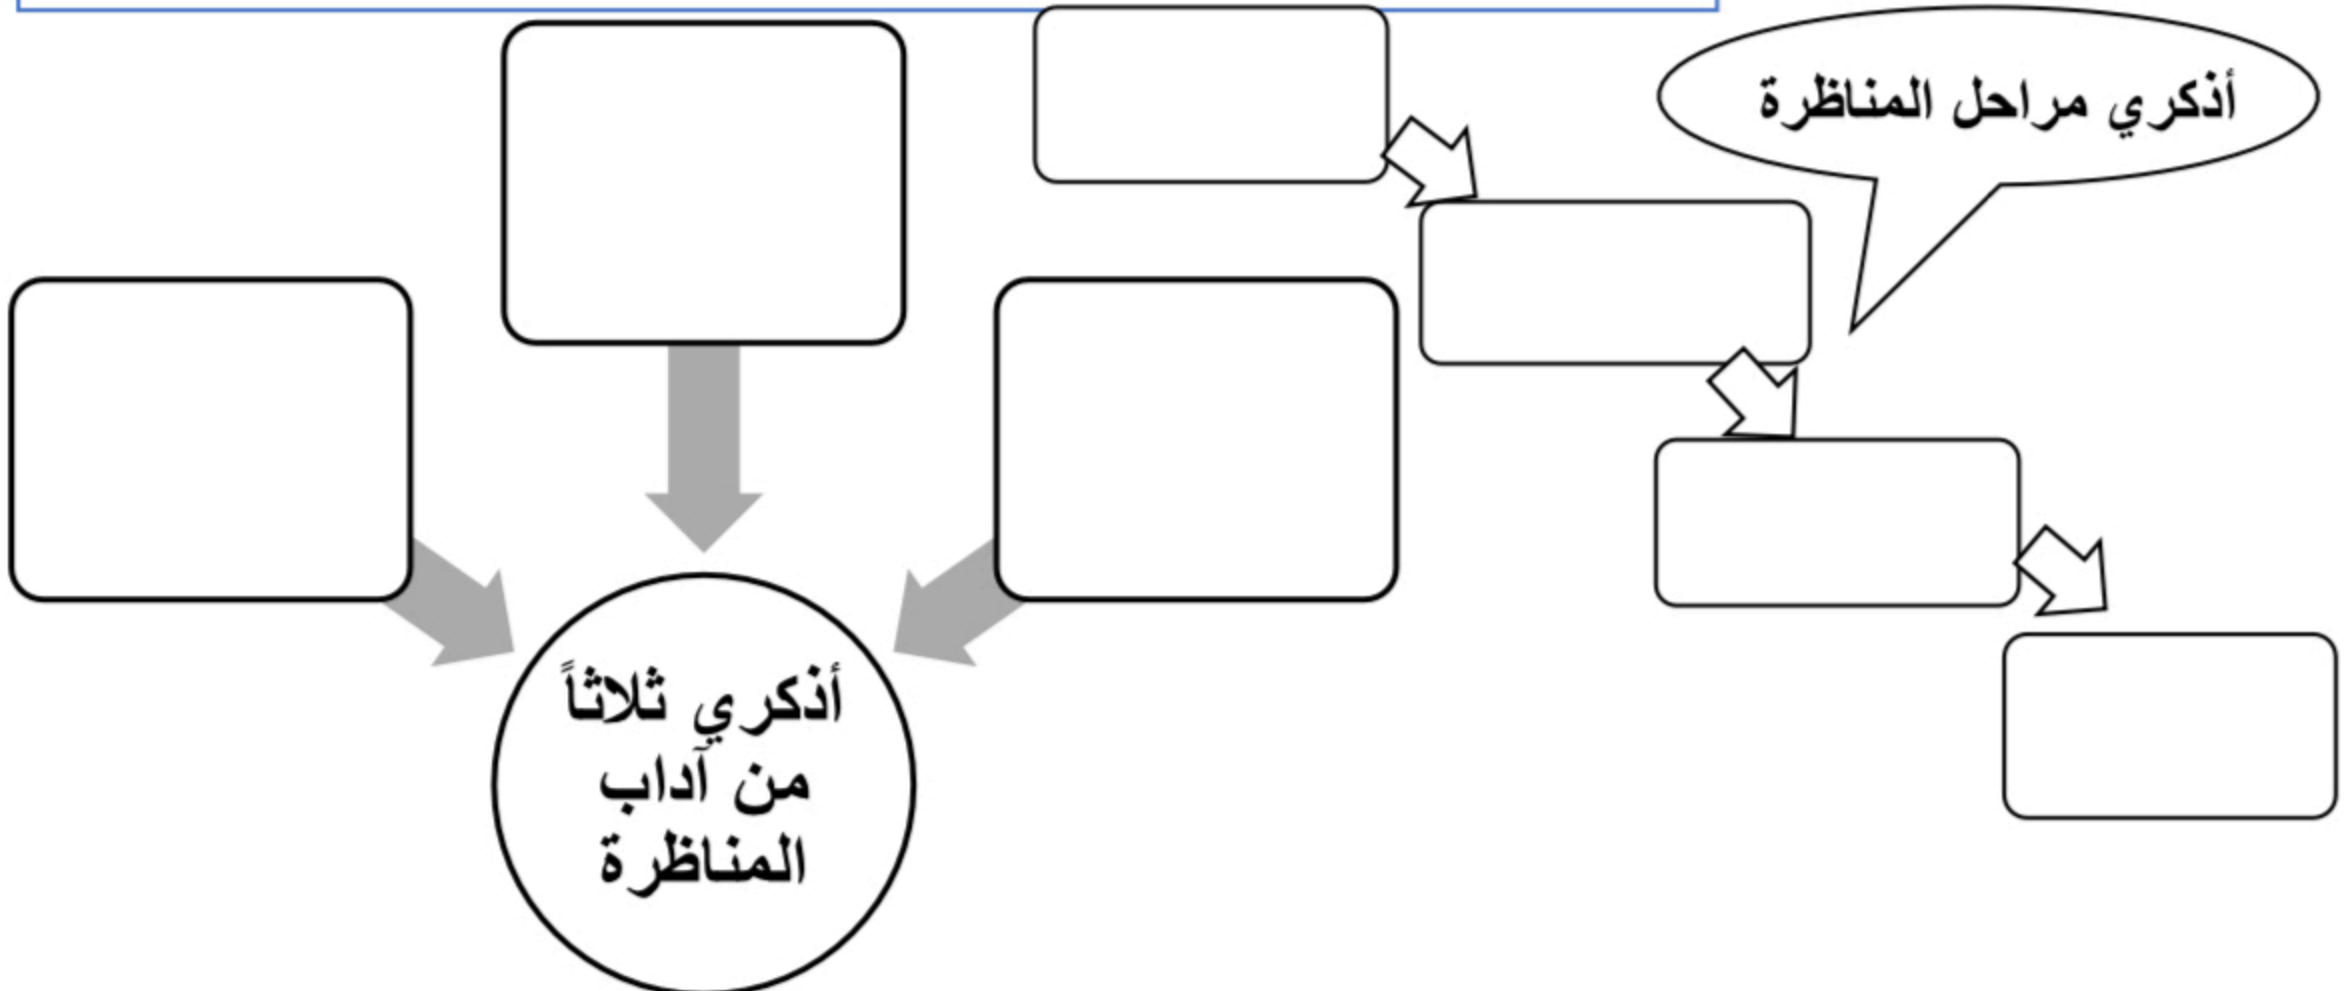 أذكري مراحل المناظرة
أذكري ثلاثاً
من آداب
المناظرة